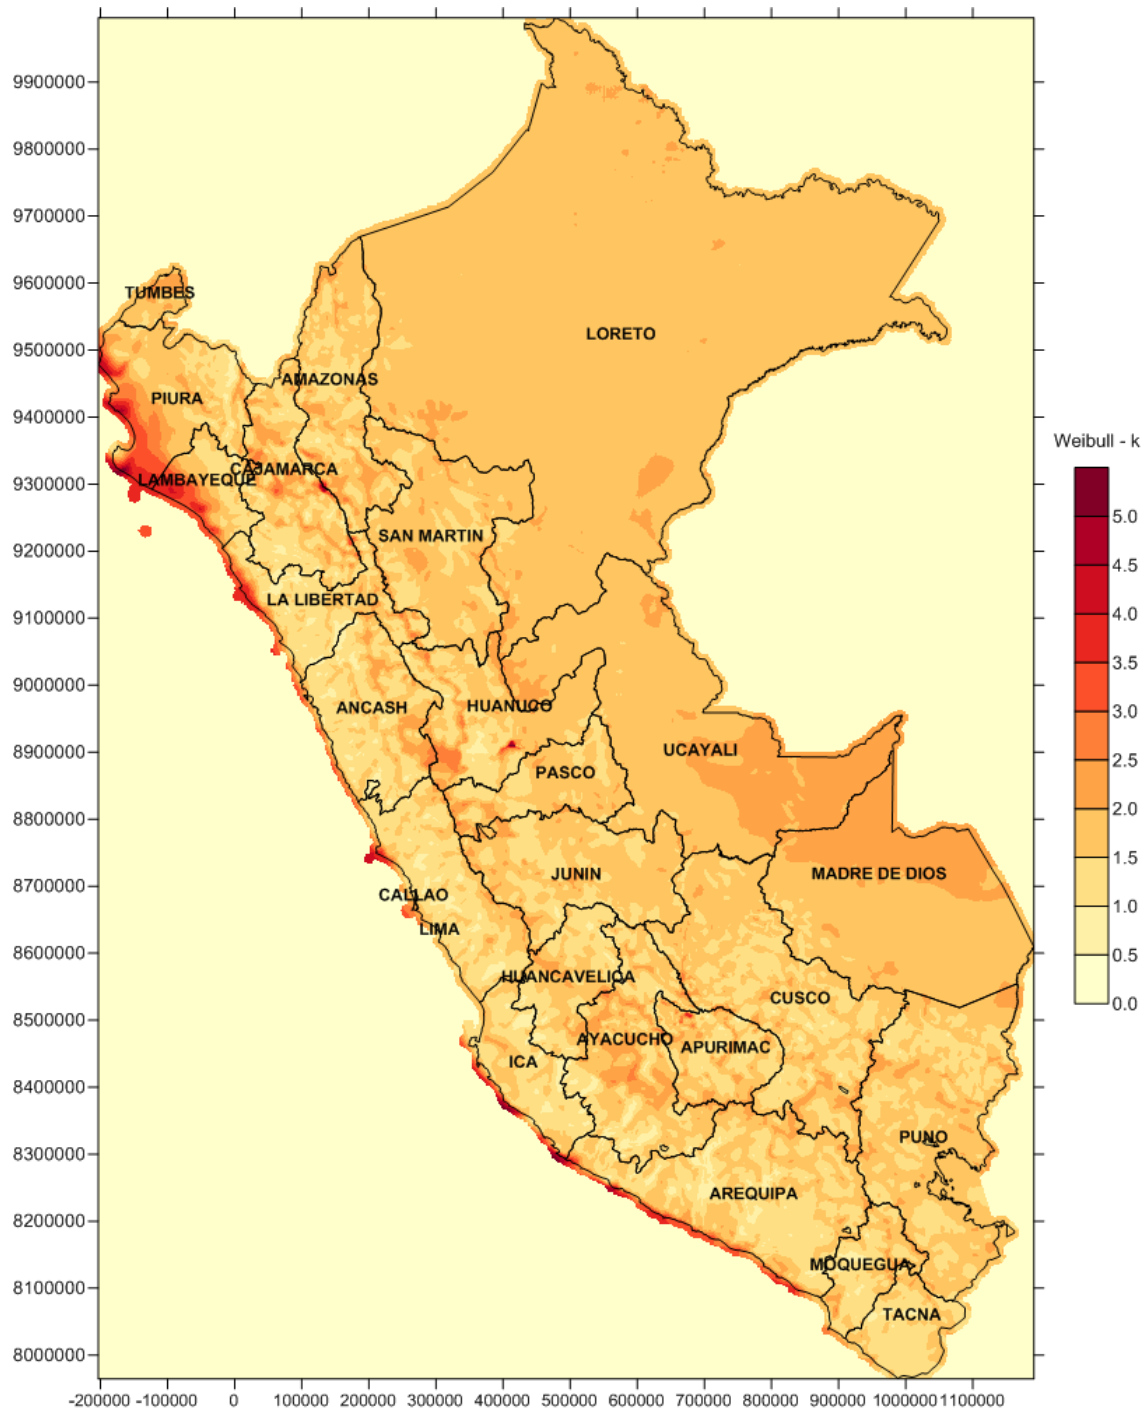 9900000
9800000
9700000
9600000
9500000
9400000
9300000
9200000
9100000
9000000
8900000
8800000
8700000
8600000
8500000
8400000
8300000
8200000
8100000
8000000
TUMBES
LORETO
AMAZONAS
PIURA
CAJAMARCA
LAMBAYEQUE
SAN MARTIN
LA LIBERTAD
ANCASH
HUANUCO
UCAYALI
PASCO
JUNIN
MADRE DE DIOS
CALLAO
LIMA
HUANCAVELICA
CUSCO
AYACUCHO
APURIMAC
ICA
PUNO
AREQUIPA
MOQUEGUA
TACNA
-200000 -100000 0 100000 200000 300000 400000 500000 600000 700000 800000 900000 1000000 1100000
Weibull - k
5.0
4.5
4.0
3.5
3.0
2.5
2.0
1.5
1.0
0.5
0.0